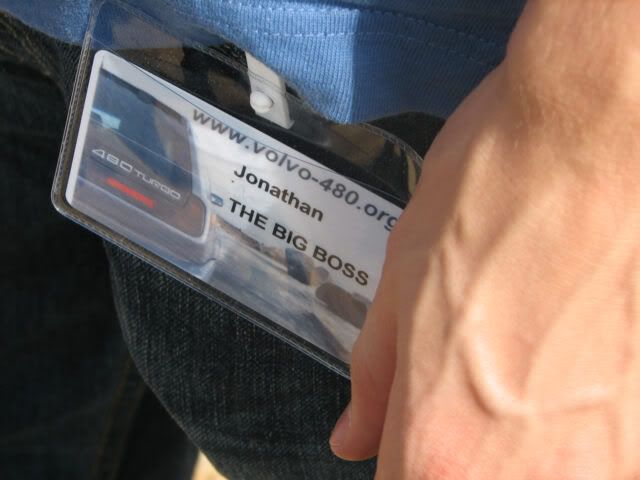 www.volvo-480.org
Jonathan
THE BIG BOSS
480 TURBO